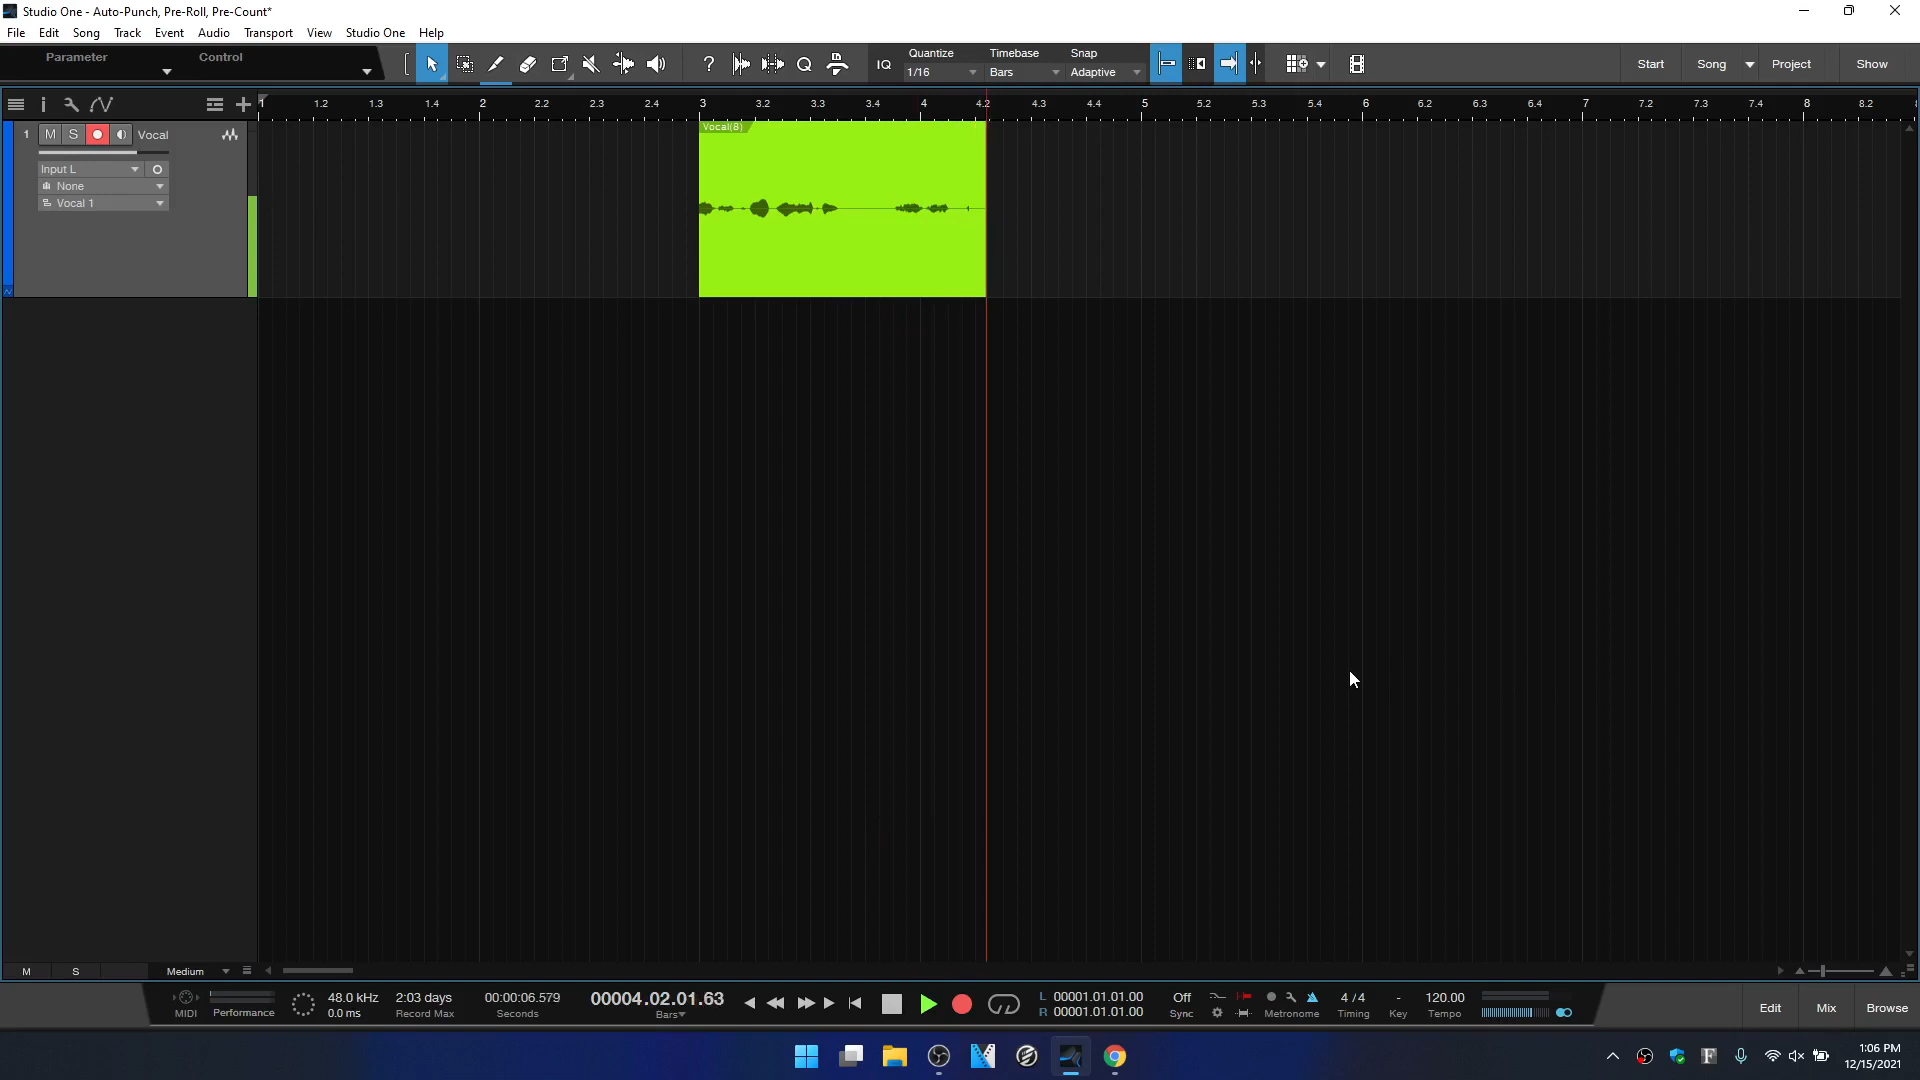 Studio One - Auto-Punch, Pre-Roll, Pre-Count*
File Edit Song Track Event Audio Transport View Studio One Help
Parameter Control
IQ Quantize 1/16 Timebase Bars Snap Adaptive
Start Song Project Show
1 1.2 1.3 1.4 2 2.2 2.3 2.4 3 3.2 3.3 3.4 4 4.2 4.3 4.4 5 5.2 5.3 5.4 6 6.2 6.3 6.4 7 7.2 7.3 7.4 8 8.2
Vocal(8)
1 M S Vocal
Input L
None
Vocal 1
M S Medium
MIDI
Performance
48.0 kHz
0.0 ms
2:03 days
Record Max
00:00:06.579
Seconds
00004.02.01.63
Bars
L 00001.01.01.00
R 00001.01.01.00
Off
Sync
Metronome
4 / 4
Timing
-
Key
120.00
Tempo
Edit Mix Browse
1:06 PM
12/15/2021